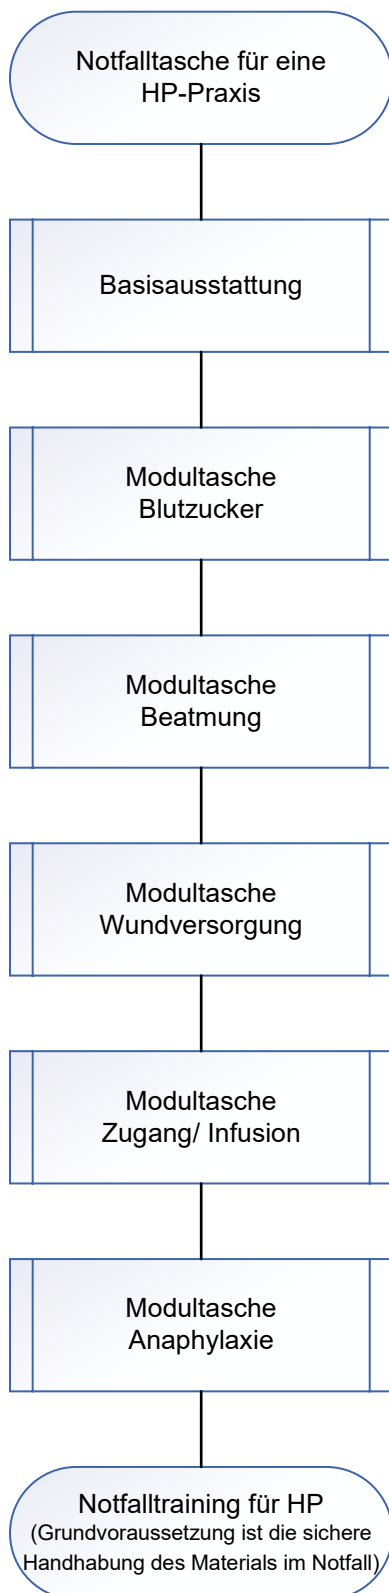 Notfalltasche für eine
HP-Praxis
Basisausstattung
Modultasche
Blutzucker
Modultasche
Beatmung
Modultasche
Wundversorgung
Modultasche
Zugang/ Infusion
Modultasche
Anaphylaxie
Notfalltraining für HP
(Grundvoraussetzung ist die sichere
Handhabung des Materials im Notfall)